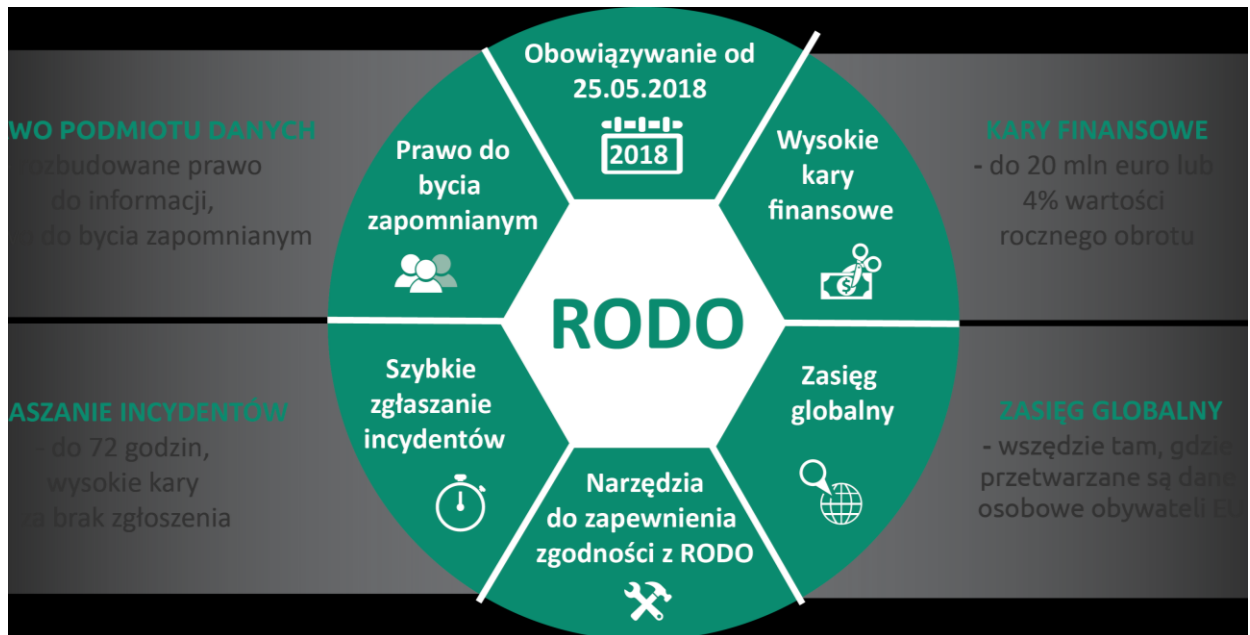 Obowiązywanie od
25.05.2018
2018
Wysokie
kary
finansowe
Zasięg
globalny
Narzędzia
do zapewnienia
zgodności z RODO
Szybkie
zgłaszanie
incydentów
Prawo do
bycia
zapomnianym
RODO
WO PODMIOTU DANYCH
rozbudowane prawo
do informacji,
do bycia zapomnianym
KARY FINANSOWE
- do 20 mln euro lub
4% wartości
rocznego obrotu
ASZANIE INCYDENTÓW
- do 72 godzin,
wysokie kary
za brak zgłoszenia
ZASIĘG GLOBALNY
- wszędzie tam, gdzie
przetwarzane są dane
osobowe obywateli EU